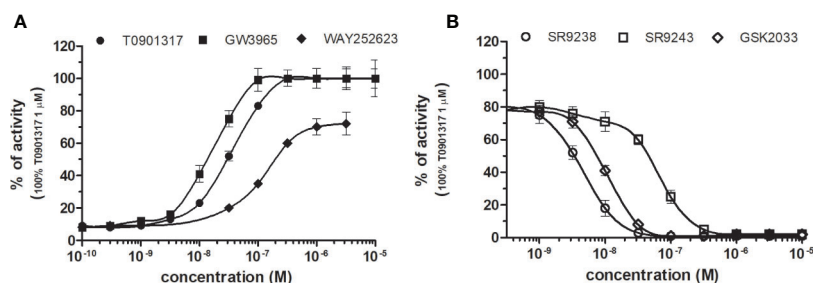 A
T0901317 GW3965 WAY252623
120
100
80
60
40
20
0
% of activity
(100% T0901317 1 µM)
10-10 10-9 10-8 10-7 10-6 10-5
concentration (M)
B
SR9238 SR9243 GSK2033
120
100
80
60
40
20
0
% of activity
(100% T0901317 1 µM)
10-9 10-8 10-7 10-6 10-5
concentration (M)